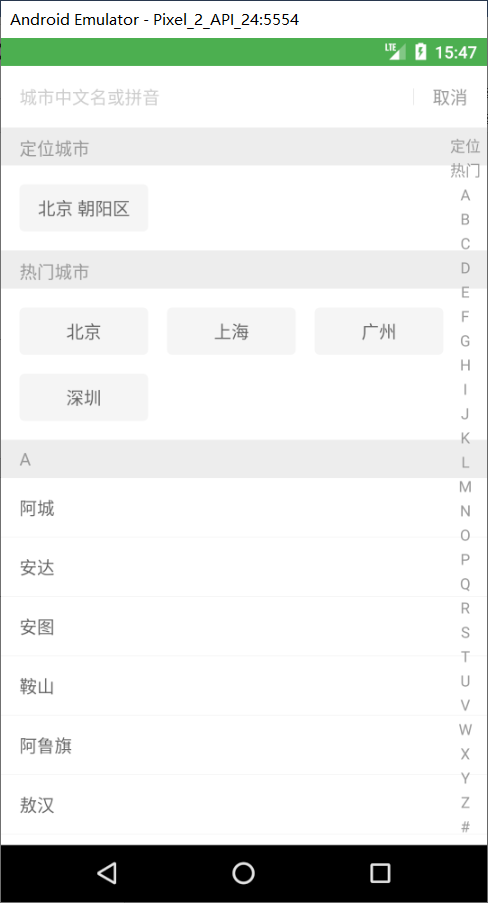 Android Emulator - Pixel_2_API_24:5554
LTE 15:47
城市中文名或拼音 取消
定位城市
北京 朝阳区
热门城市
北京 上海 广州
深圳
A
阿城
安达
安图
鞍山
阿鲁旗
敖汉
定位
热门
A
B
C
D
E
F
G
H
I
J
K
L
M
N
O
P
Q
R
S
T
U
V
W
X
Y
Z
#